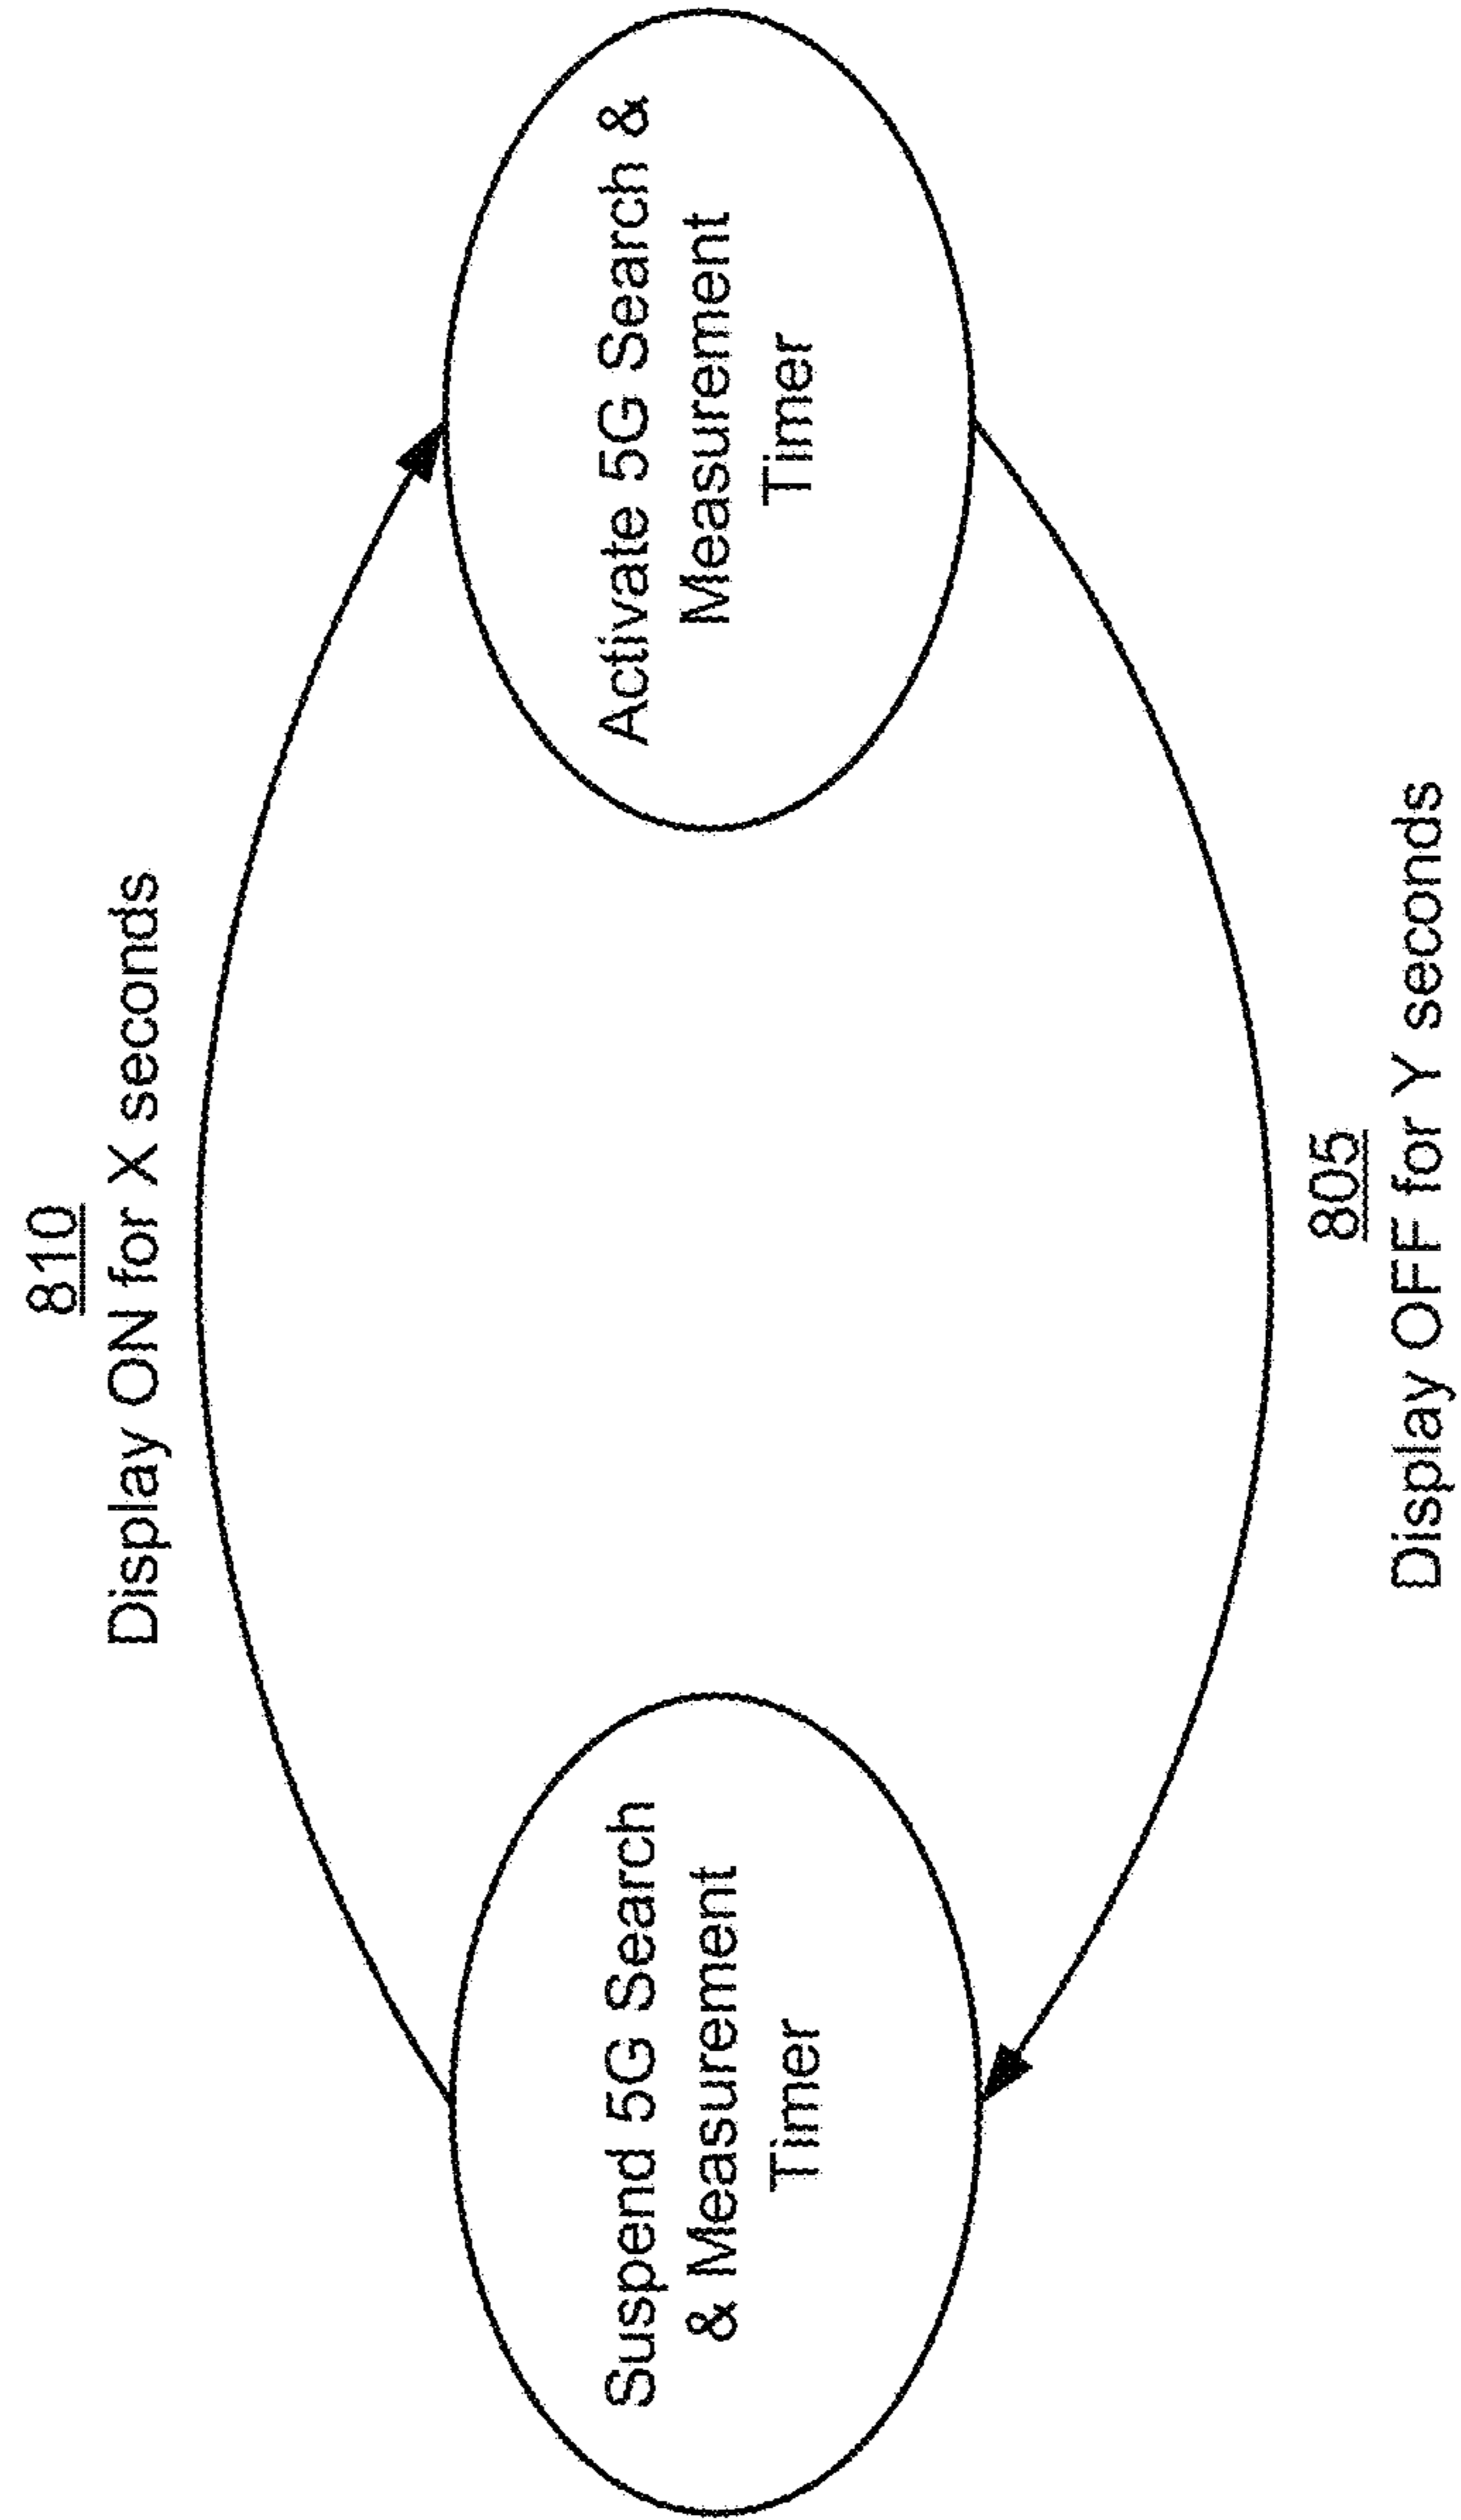 810
Display ON for X seconds
Suspend 5G Search
& Measurement
Timer
Activate 5G Search &
Measurement
Timer
805
Display OFF for Y seconds